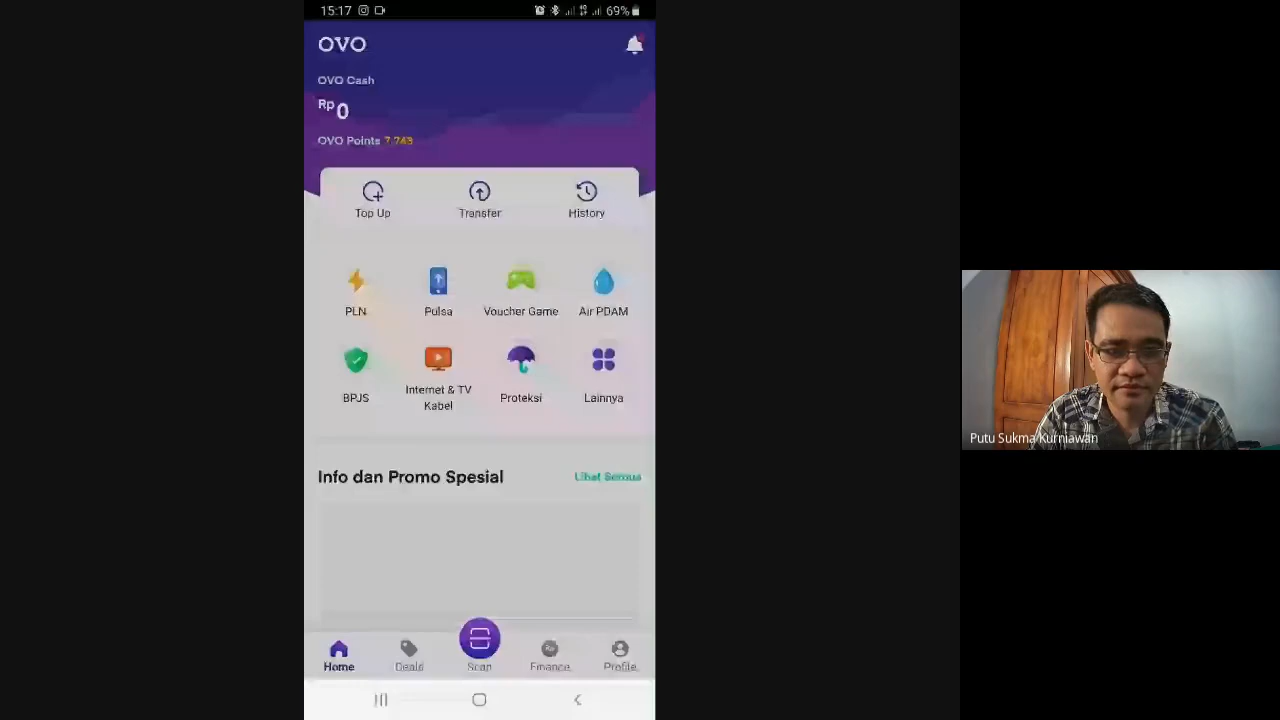 15:17
69%
OVO
OVO Cash
Rp 0
OVO Points 7.743
Top Up Transfer History
PLN Pulsa Voucher Game Air PDAM
BPJS Internet & TV Kabel Proteksi Lainnya
Info dan Promo Spesial Lihat Semua
Home Deals Scan Finance Profile
Putu Sukma Kurniawan